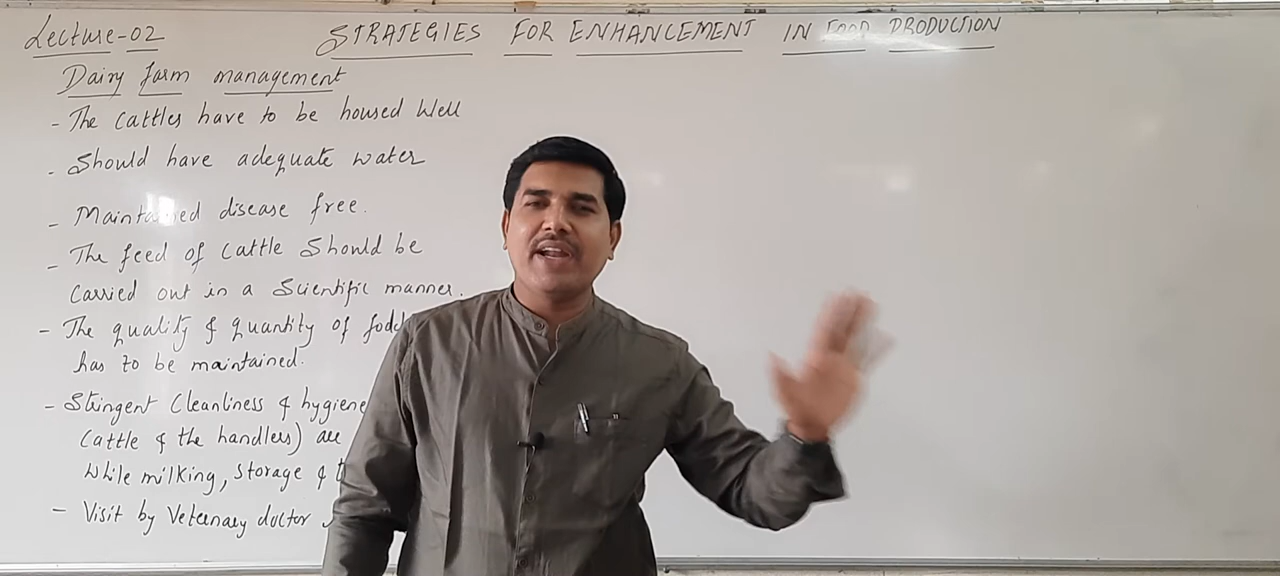 Lecture-02
STRATEGIES FOR ENHANCEMENT IN FOOD PRODUCTION
Dairy farm management
- The Cattles have to be housed Well
- Should have adequate water
- Maintained disease free.
- The feed of Cattle Should be
Carried out in a Scientific manner.
- The quality & quantity of
has to be maintained.
- Stringent Cleanliness & hygiene
Cattle & the handlers) are
While milking, Storage &
- Visit by Veternary doctor